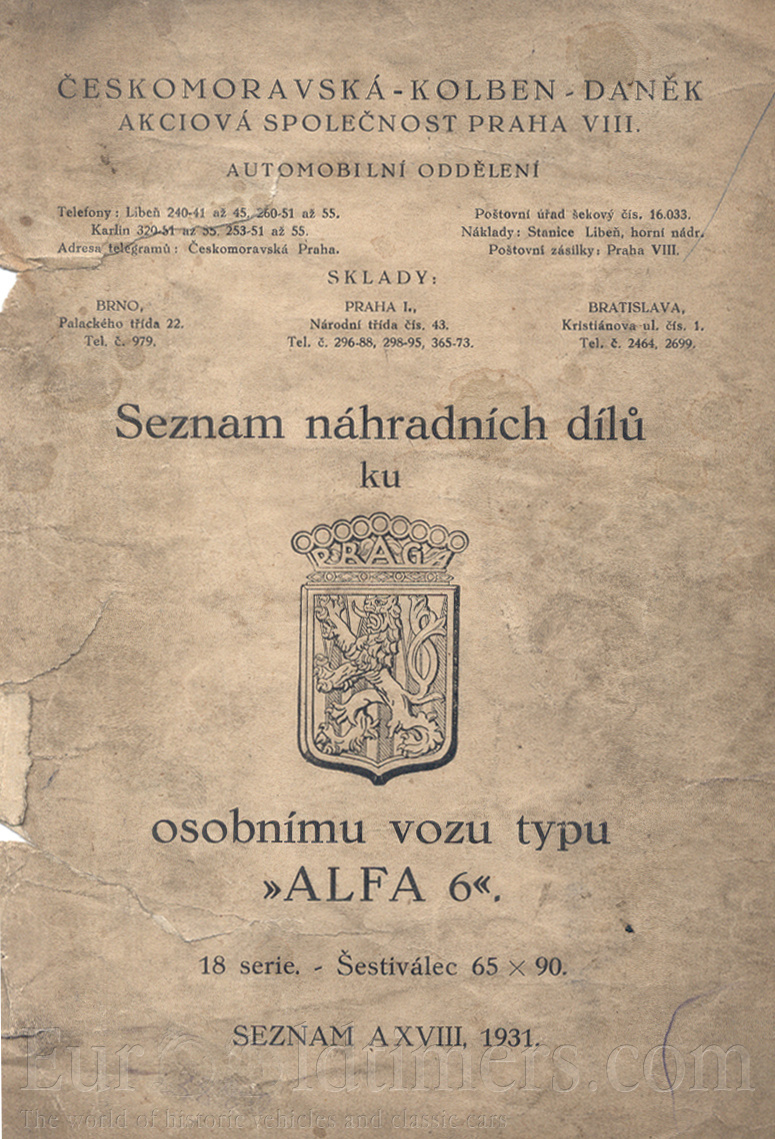 ČESKOMORAVSKÁ - KOLBEN - DANĚK
AKCIOVÁ SPOLEČNOST PRAHA VIII.
AUTOMOBILNÍ ODDĚLENÍ
Telefony: Libeň 240-41 až 45, 260-51 až 55.
Karlin 320-51 až 55, 253-51 až 55.
Adresa telegramů: Českomoravská Praha.
Poštovní úřad šekový čís. 16.033.
Náklady: Stanice Libeň, horní nádr.
Poštovní zásilky: Praha VIII.
SKLADY:
BRNO,
Palackého třída 22.
Tel. č. 979.
PRAHA I.,
Národní třída čís. 43.
Tel. č. 296-88, 298-95, 365-73.
BRATISLAVA,
Kristiánova ul. čís. 1.
Tel. č. 2464, 2699.
Seznam náhradních dílů
ku
PRAGA
osobnímu vozu typu
»ALFA 6«.
18 serie. - Šestiválec 65 × 90.
SEZNAM A XVIII, 1931.
Eur Oldtimers.com
The world of historic vehicles and classic cars